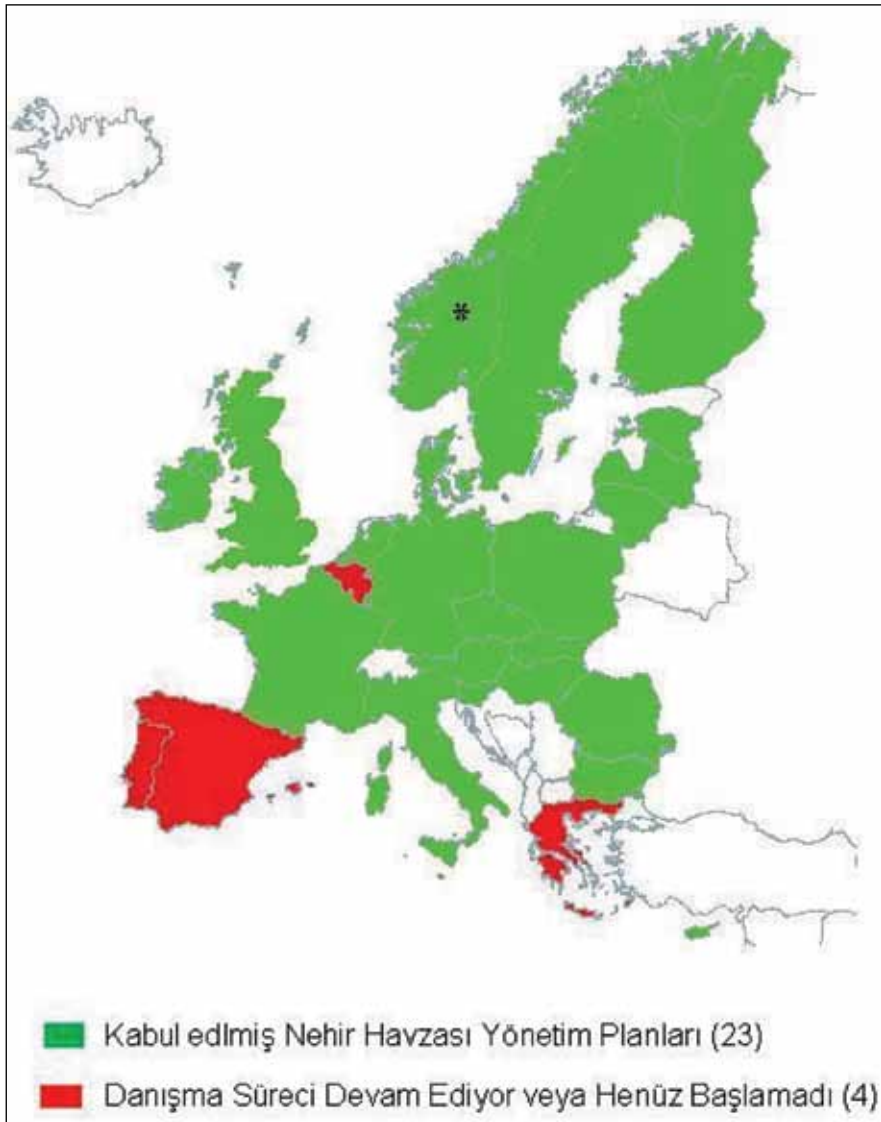 *
Kabul edlmiş Nehir Havzası Yönetim Planları (23)
Danışma Süreci Devam Ediyor veya Henüz Başlamadı (4)